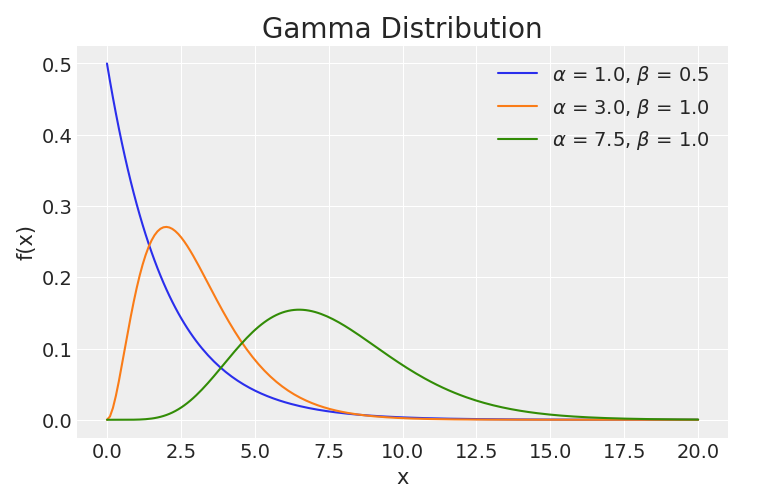 Gamma Distribution
α = 1.0, β = 0.5
α = 3.0, β = 1.0
α = 7.5, β = 1.0
f(x)
0.5
0.4
0.3
0.2
0.1
0.0
0.0 2.5 5.0 7.5 10.0 12.5 15.0 17.5 20.0
x